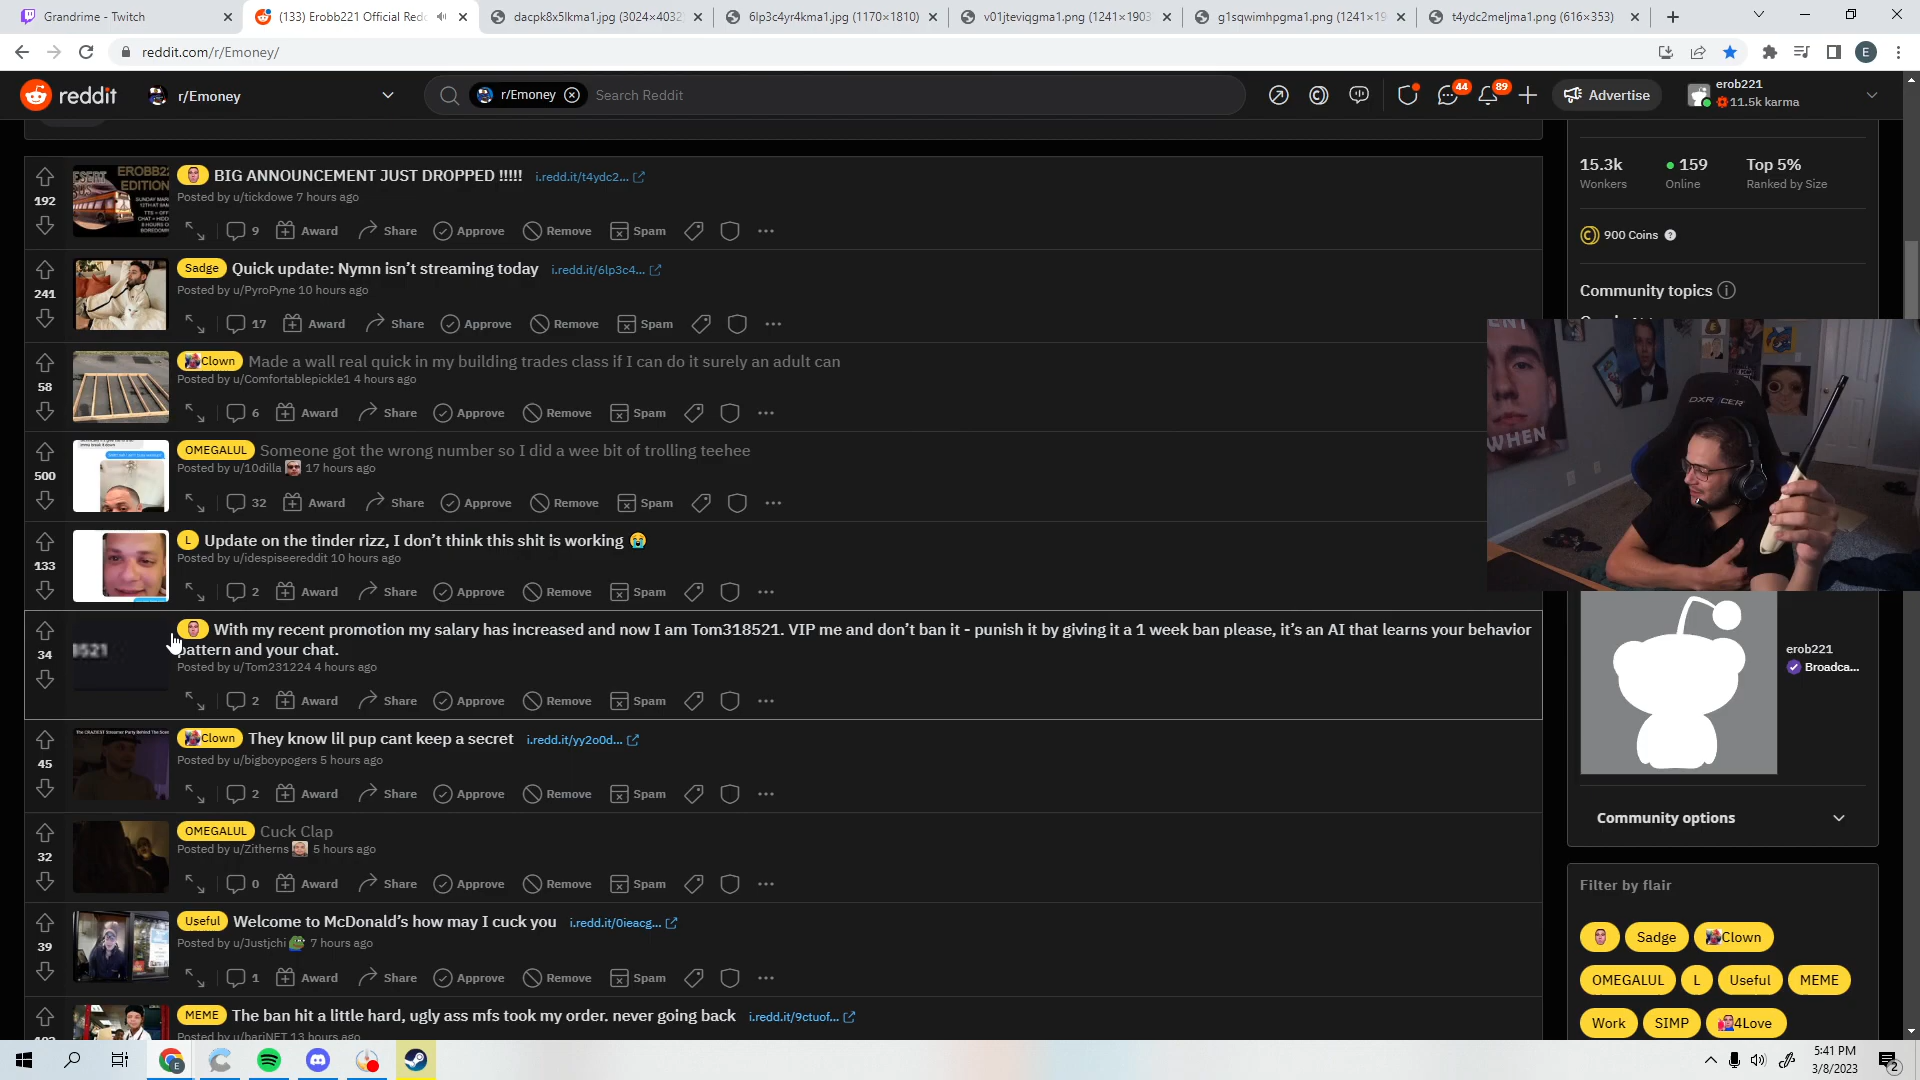 Grandrime - Twitch
(133) Erobb221 Official Redd
dacpk8x5lkma1.jpg (3024×4032
6lp3c4yr4kma1.jpg (1170×1810)
v01jteviqgma1.png (1241×1903
g1sqwimhpgma1.png (1241×19
t4ydc2meljma1.png (616×353)
reddit.com/r/Emoney/
E
reddit
r/Emoney
r/Emoney
Search Reddit
44
89
Advertise
erob221
11.5k karma
15.3k
159
Top 5%
Wonkers
Online
Ranked by Size
900 Coins
Community topics
EROBB22
EDITION
192
BIG ANNOUNCEMENT JUST DROPPED !!!!!
i.redd.it/t4ydc2...
Posted by u/tickdowe 7 hours ago
9
Award
Share
Approve
Remove
Spam
241
Sadge
Quick update: Nymn isn’t streaming today
i.redd.it/6lp3c4...
Posted by u/PyroPyne 10 hours ago
17
Award
Share
Approve
Remove
Spam
58
Clown
Made a wall real quick in my building trades class if I can do it surely an adult can
Posted by u/Comfortablepickle1 4 hours ago
6
Award
Share
Approve
Remove
Spam
500
OMEGALUL
Someone got the wrong number so I did a wee bit of trolling teehee
Posted by u/10dilla 17 hours ago
32
Award
Share
Approve
Remove
Spam
133
L
Update on the tinder rizz, I don’t think this shit is working 😭
Posted by u/idespiseereddit 10 hours ago
2
Award
Share
Approve
Remove
Spam
34
With my recent promotion my salary has increased and now I am Tom318521. VIP me and don’t ban it - punish it by giving it a 1 week ban please, it’s an AI that learns your behavior
pattern and your chat.
Posted by u/Tom231224 4 hours ago
2
Award
Share
Approve
Remove
Spam
45
Clown
They know lil pup cant keep a secret
i.redd.it/yy2o0d...
Posted by u/bigboypogers 5 hours ago
2
Award
Share
Approve
Remove
Spam
32
OMEGALUL
Cuck Clap
Posted by u/Zitherns 5 hours ago
0
Award
Share
Approve
Remove
Spam
39
Useful
Welcome to McDonald’s how may I cuck you
i.redd.it/0ieacg...
Posted by u/Justjchi 7 hours ago
1
Award
Share
Approve
Remove
Spam
MEME
The ban hit a little hard, ugly ass mfs took my order. never going back
i.redd.it/9ctuof...
Posted by u/bariNET 13 hours ago
WHEN
DXRACER
erob221
Broadca...
Community options
Filter by flair
Sadge
Clown
OMEGALUL
L
Useful
MEME
Work
SIMP
4Love
5:41 PM
3/8/2023
2